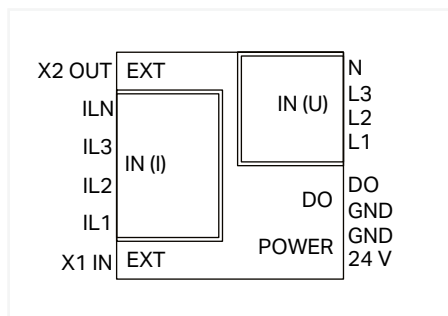 X2 OUT EXT
ILN
IL3
IL2
IL1
X1 IN EXT
IN (I)
IN (U)
N
L3
L2
L1
DO DO
GND
POWER GND
24 V